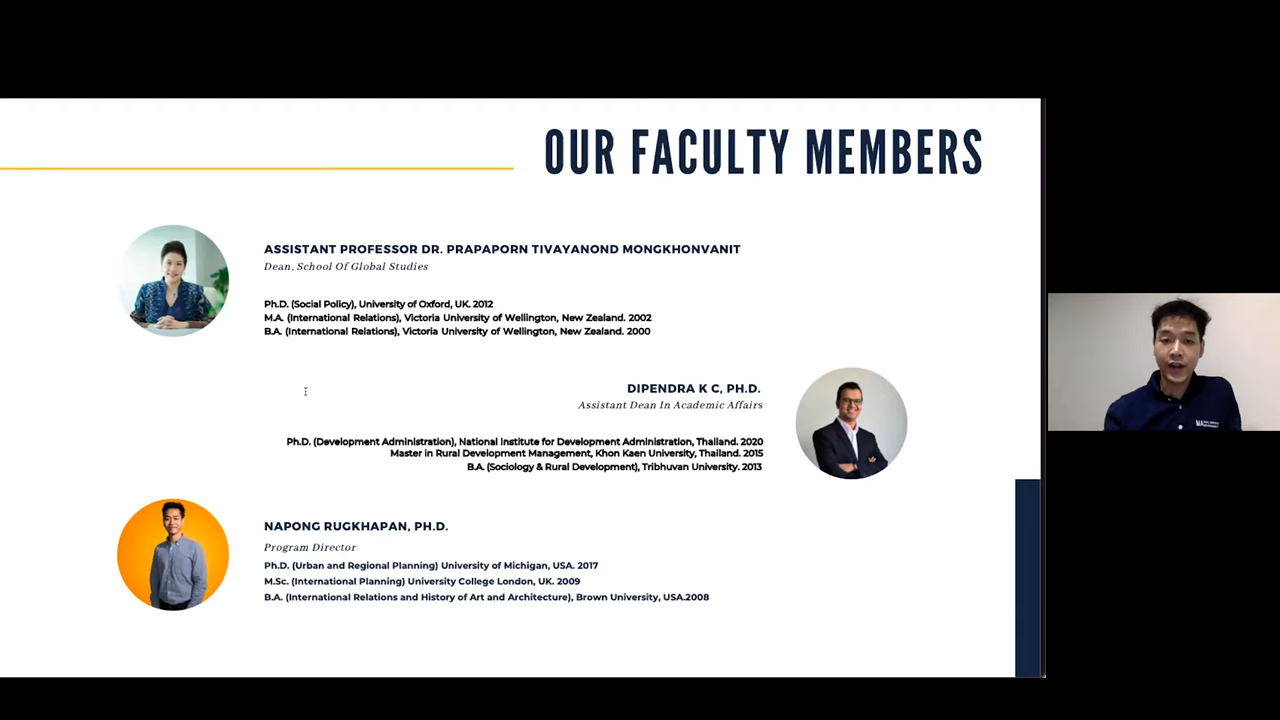 OUR FACULTY MEMBERS
ASSISTANT PROFESSOR DR. PRAPAPORN TIVAYANOND MONGKHONVANIT
Dean, School Of Global Studies
Ph.D. (Social Policy), University of Oxford, UK. 2012
M.A. (International Relations), Victoria University of Wellington, New Zealand. 2002
B.A. (International Relations), Victoria University of Wellington, New Zealand. 2000
DIPENDRA K C, PH.D.
Assistant Dean In Academic Affairs
Ph.D. (Development Administration), National Institute for Development Administration, Thailand. 2020
Master in Rural Development Management, Khon Kaen University, Thailand. 2015
B.A. (Sociology & Rural Development), Tribhuvan University. 2013
NAPONG RUGKHAPAN, PH.D.
Program Director
Ph.D. (Urban and Regional Planning) University of Michigan, USA. 2017
M.Sc. (International Planning) University College London, UK. 2009
B.A. (International Relations and History of Art and Architecture), Brown University, USA.2008